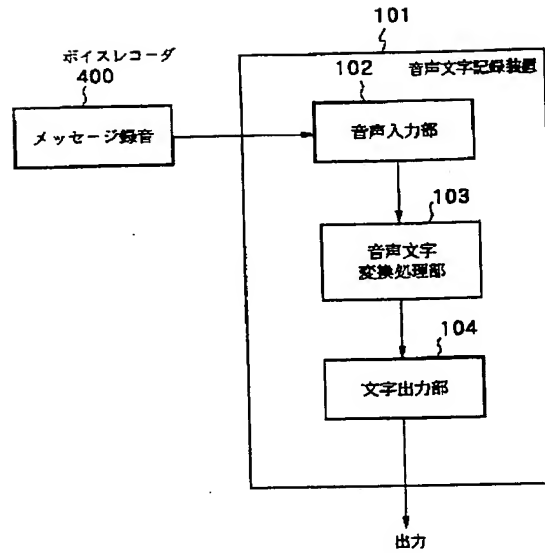 101
ボイスレコーダ
400
メッセージ録音
音声文字記録装置
102
音声入力部
103
音声文字
変換処理部
104
文字出力部
出力